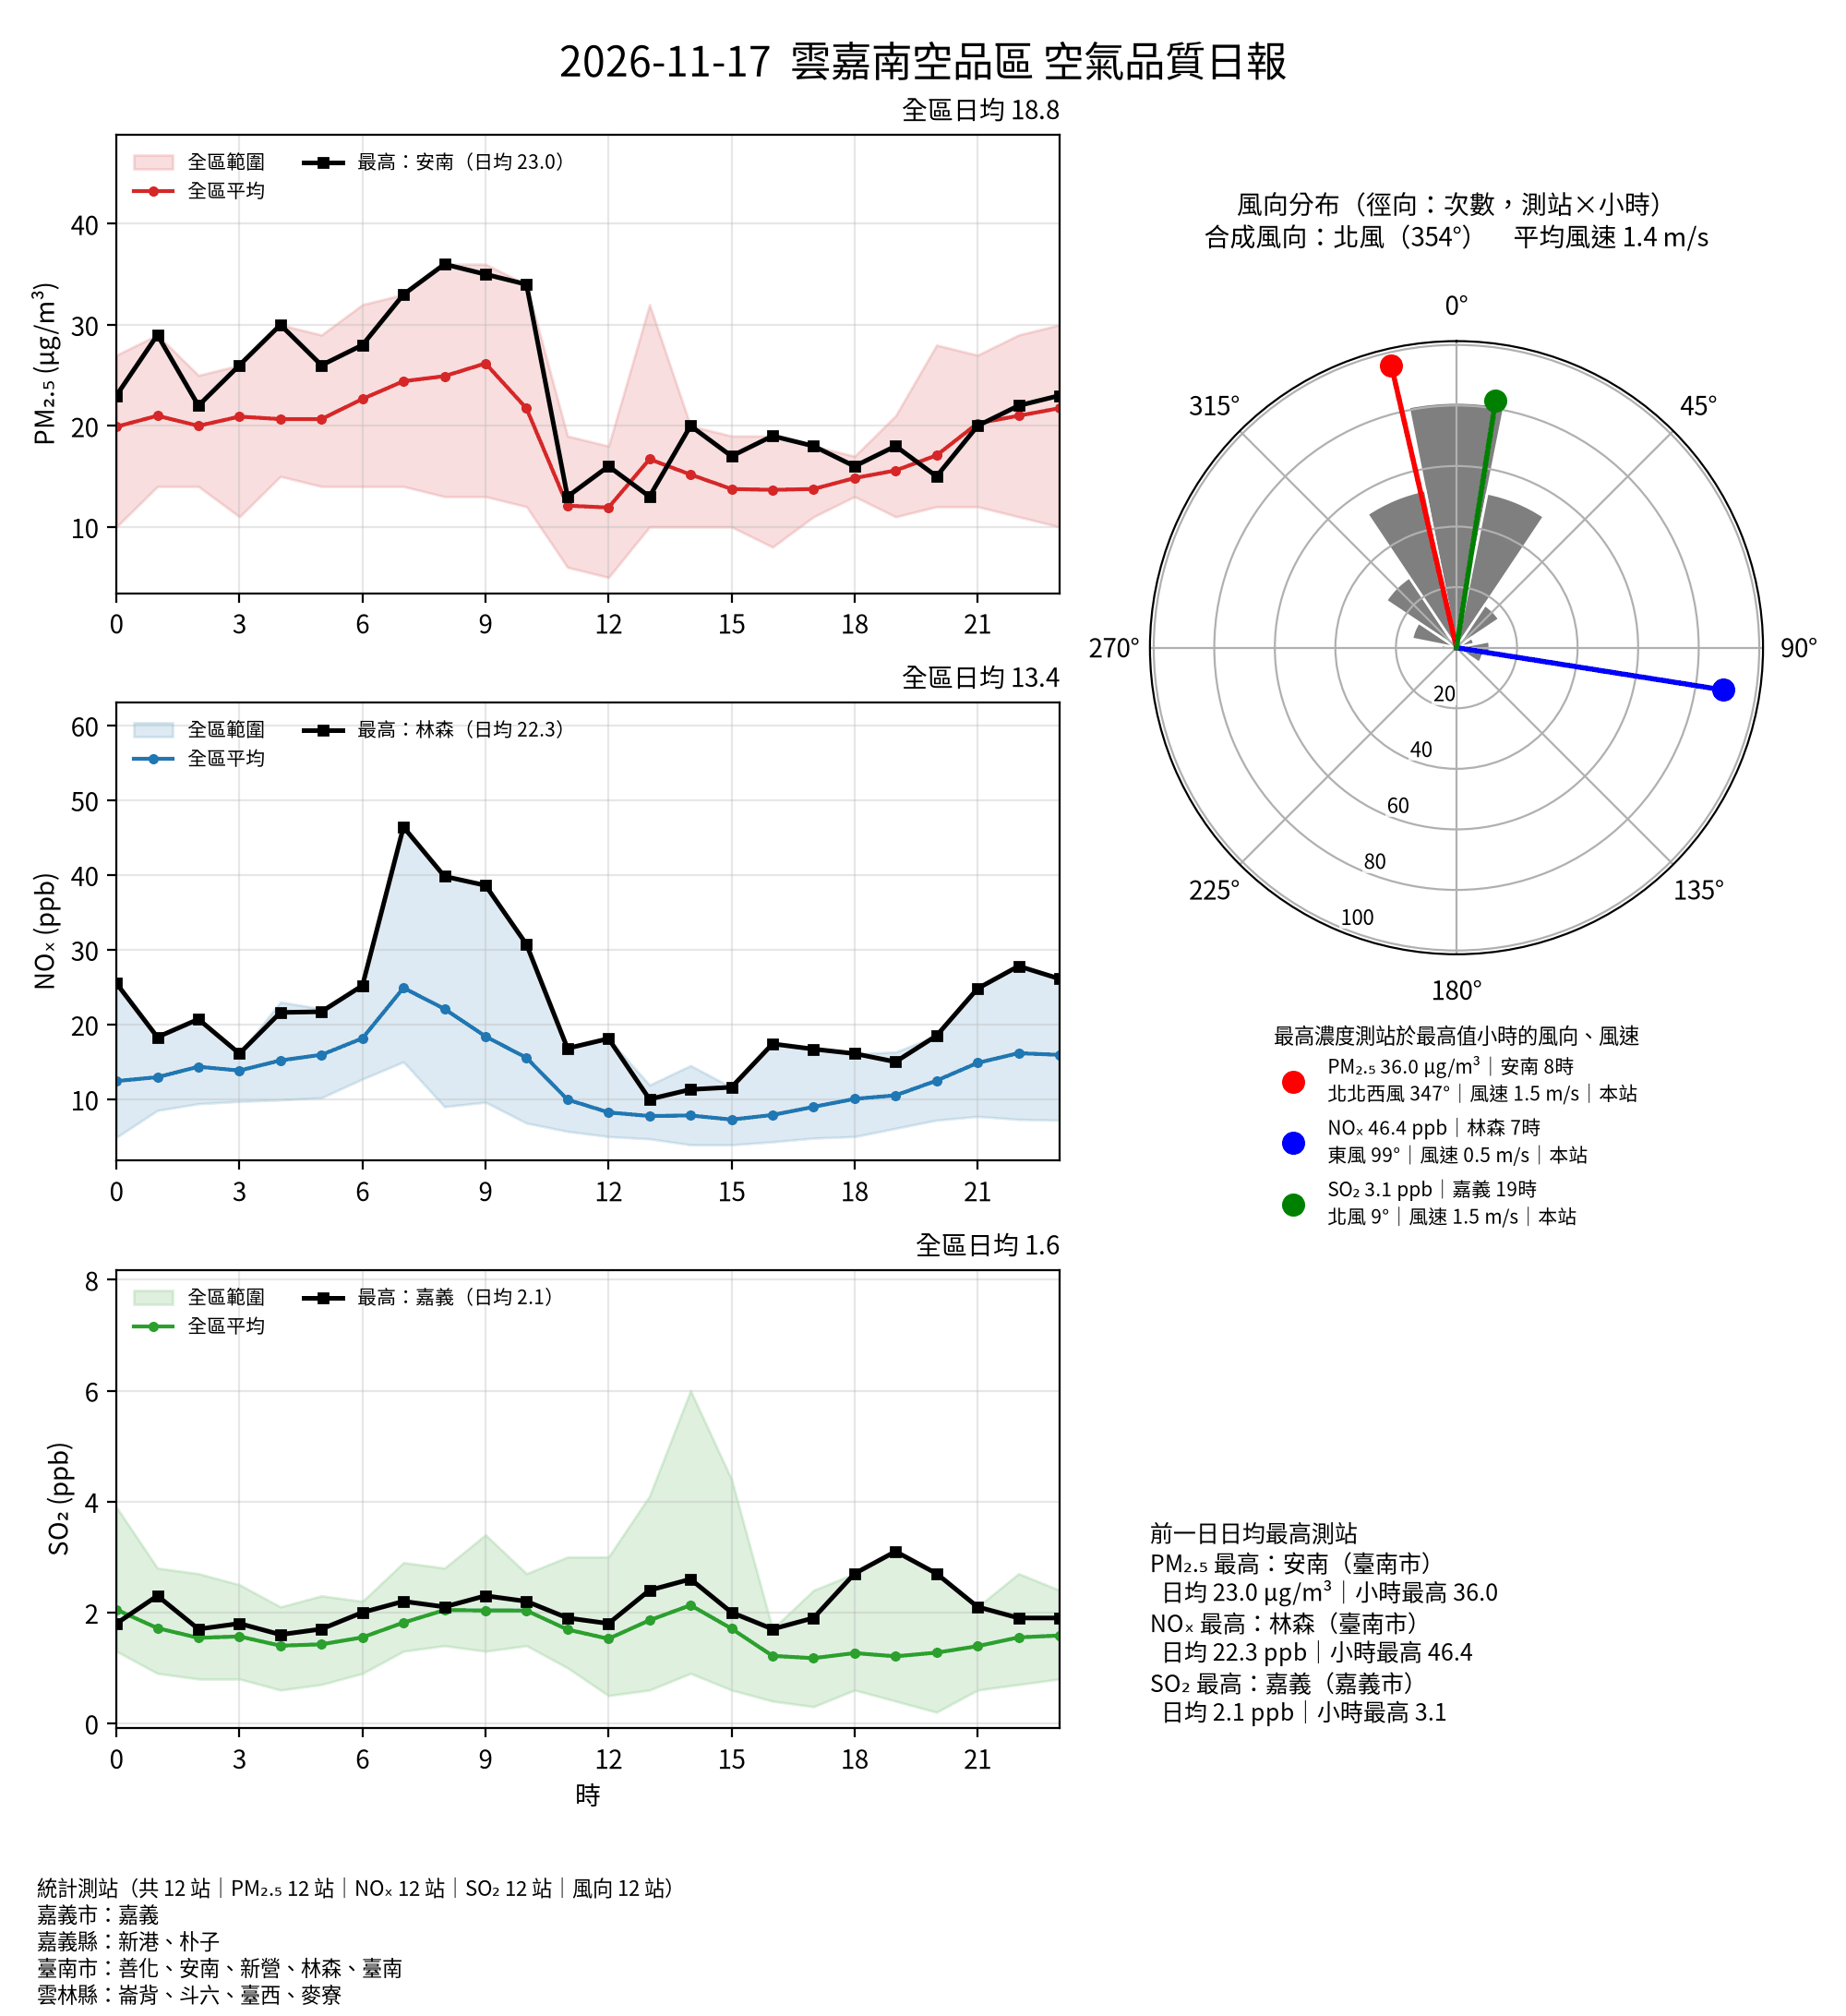 2026-11-17 雲嘉南空品區 空氣品質日報
全區日均 18.8
全區範圍
最高：安南（日均 23.0）
全區平均
PM₂.₅ (µg/m³)
40
30
20
10
0 3 6 9 12 15 18 21
全區日均 13.4
全區範圍
最高：林森（日均 22.3）
全區平均
NOₓ (ppb)
60
50
40
30
20
10
0 3 6 9 12 15 18 21
全區日均 1.6
全區範圍
最高：嘉義（日均 2.1）
全區平均
SO₂ (ppb)
8
6
4
2
0
0 3 6 9 12 15 18 21
時
風向分布（徑向：次數，測站×小時）
合成風向：北風（354°） 平均風速 1.4 m/s
0°
315°
45°
270°
90°
225°
135°
180°
20
40
60
80
100
最高濃度測站於最高值小時的風向、風速
PM₂.₅ 36.0 µg/m³｜安南 8時
北北西風 347°｜風速 1.5 m/s｜本站
NOₓ 46.4 ppb｜林森 7時
東風 99°｜風速 0.5 m/s｜本站
SO₂ 3.1 ppb｜嘉義 19時
北風 9°｜風速 1.5 m/s｜本站
前一日日均最高測站
PM₂.₅ 最高：安南（臺南市）
日均 23.0 µg/m³｜小時最高 36.0
NOₓ 最高：林森（臺南市）
日均 22.3 ppb｜小時最高 46.4
SO₂ 最高：嘉義（嘉義市）
日均 2.1 ppb｜小時最高 3.1
統計測站（共 12 站｜PM₂.₅ 12 站｜NOₓ 12 站｜SO₂ 12 站｜風向 12 站）
嘉義市：嘉義
嘉義縣：新港、朴子
臺南市：善化、安南、新營、林森、臺南
雲林縣：崙背、斗六、臺西、麥寮